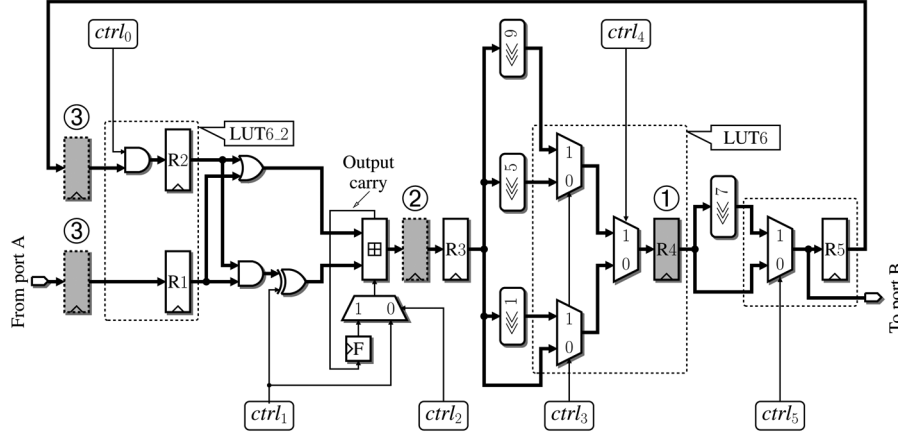 ctrl₀
ctrl₄
③
LUT6_2
R2
Output
carry
≪ 9
1
0
LUT6
≪ 5
②
①
≪ 7
③
R1
⊞
R3
1
0
R4
1
0
R5
From port A
To port B
1 0
F
≪ 1
1
0
ctrl₁
ctrl₂
ctrl₃
ctrl₅